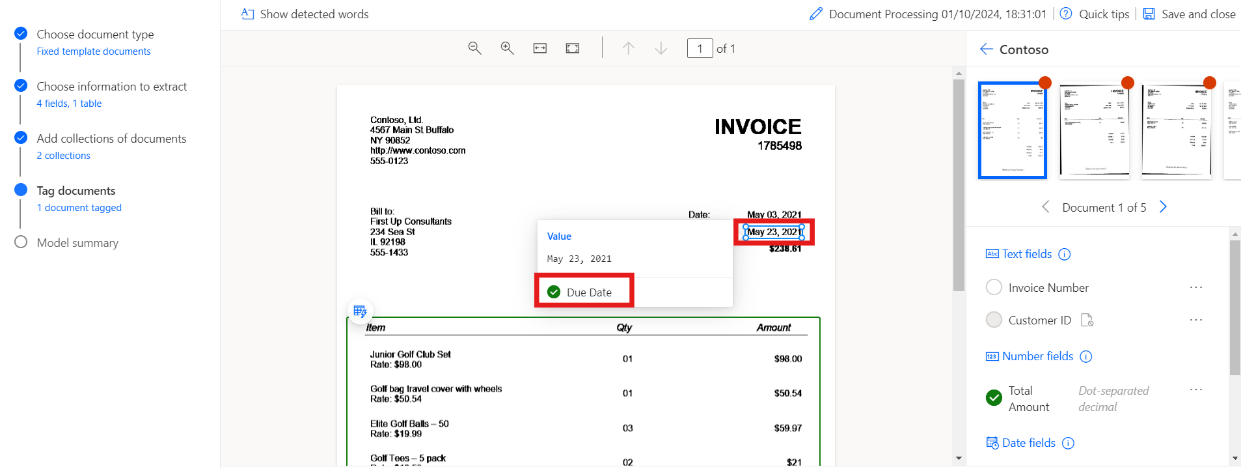 Show detected words
Document Processing 01/10/2024, 18:31:01
Quick tips
Save and close
Choose document type
Fixed template documents
Choose information to extract
4 fields, 1 table
Add collections of documents
2 collections
Tag documents
1 document tagged
Model summary
1 of 1
Contoso, Ltd.
4567 Main St Buffalo
NY 90852
http://www.contoso.com
555-0123
INVOICE
1785498
Bill to:
First Up Consultants
234 Sea St
IL 92198
555-1433
Date: May 03, 2021
May 23, 2021
$238.61
Value
May 23, 2021
Due Date
Item Qty Amount
Junior Golf Club Set 01 $98.00
Rate: $98.00
Golf bag travel cover with wheels 01 $50.54
Rate: $50.54
Elite Golf Balls – 50 03 $59.97
Rate: $19.99
Golf Tees – 5 pack 02 $21
Contoso
Document 1 of 5
Text fields
Invoice Number
Customer ID
Number fields
Total Amount
Dot-separated decimal
Date fields